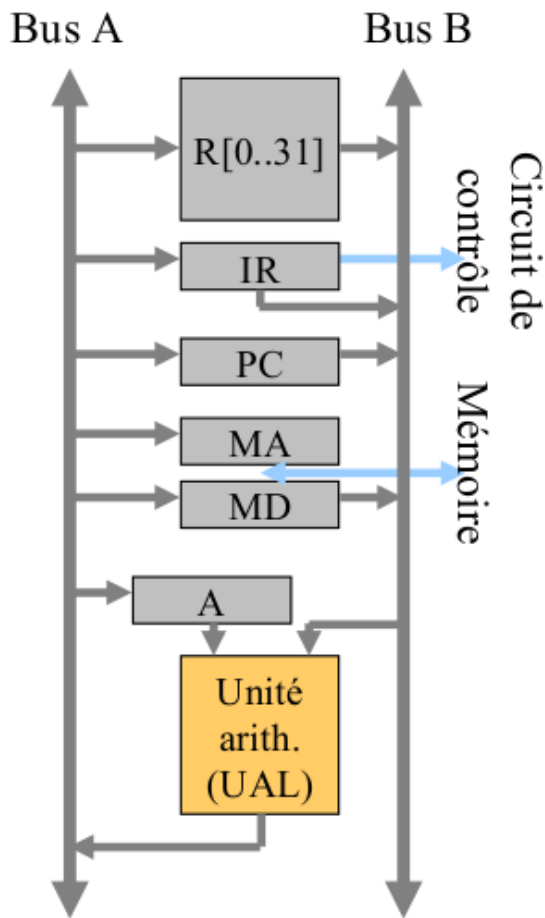 Bus A
Bus B
R[0..31]
IR
PC
MA
MD
A
Unité
arith.
(UAL)
Circuit de
contrôle
Mémoire